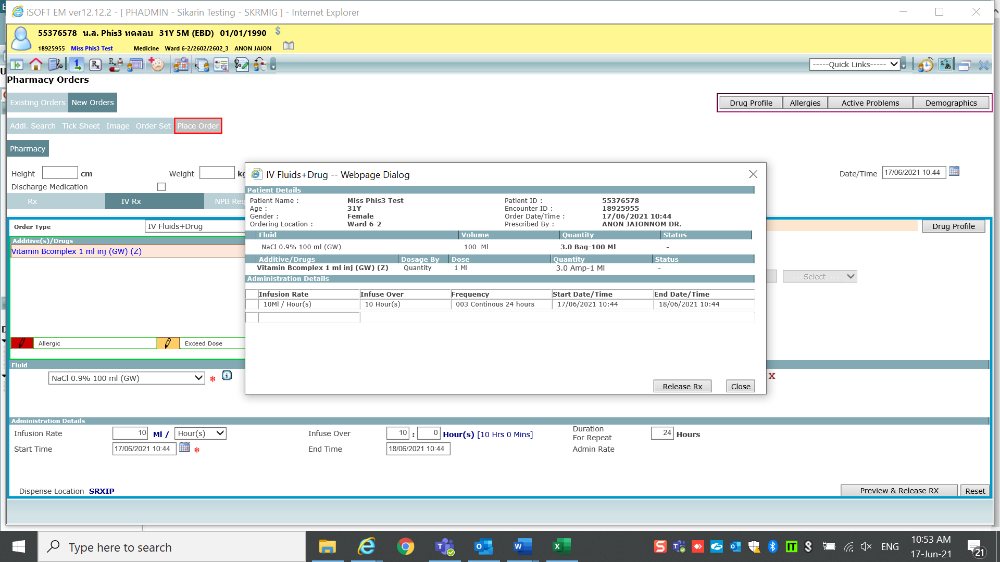 iSOFT EM ver12.12.2 - [ PHADMIN - Sikarin Testing - SKRMIG ] - Internet Explorer
55376578 น.ส. Phis3 ทดสอบ 31Y 5M (EBD) 01/01/1990
18925955 Miss Phis3 Test Medicine Ward 6-2/2602/2602_3 ANON JAION
-----Quick Links-----
Pharmacy Orders
Existing Orders New Orders
Drug Profile Allergies Active Problems Demographics
Addl. Search Tick Sheet Image Order Set Place Order
Pharmacy
Height cm Weight kg
Date/Time 17/06/2021 10:44
Discharge Medication
Rx IV Rx NPB Req
Order Type IV Fluids+Drug
Drug Profile
Additive(s)/Drugs
Vitamin Bcomplex 1 ml inj (GW) (Z)
--- Select ---
Allergic Exceed Dose
Fluid
NaCl 0.9% 100 ml (GW) *
X
IV Fluids+Drug -- Webpage Dialog
Patient Details
Patient Name : Miss Phis3 Test Patient ID : 55376578
Age : 31Y Encounter ID : 18925955
Gender : Female Order Date/Time : 17/06/2021 10:44
Ordering Location : Ward 6-2 Prescribed By : ANON JAIONNOM DR.
Fluid Volume Quantity Status
NaCl 0.9% 100 ml (GW) 100 Ml 3.0 Bag-100 Ml -
Additive/Drugs Dosage By Dose Quantity Status
Vitamin Bcomplex 1 ml inj (GW) (Z) Quantity 1 Ml 3.0 Amp-1 Ml -
Administration Details
Infusion Rate Infuse Over Frequency Start Date/Time End Date/Time
10Ml / Hour(s) 10 Hour(s) 003 Continous 24 hours 17/06/2021 10:44 18/06/2021 10:44
Release Rx Close
Administration Details
Infusion Rate 10 Ml / Hour(s) Infuse Over 10 : 0 Hour(s) [10 Hrs 0 Mins] Duration For Repeat 24 Hours
Start Time 17/06/2021 10:44 * End Time 18/06/2021 10:44 Admin Rate
Dispense Location SRXIP
Preview & Release RX Reset
Type here to search
ENG
10:53 AM
17-Jun-21
21